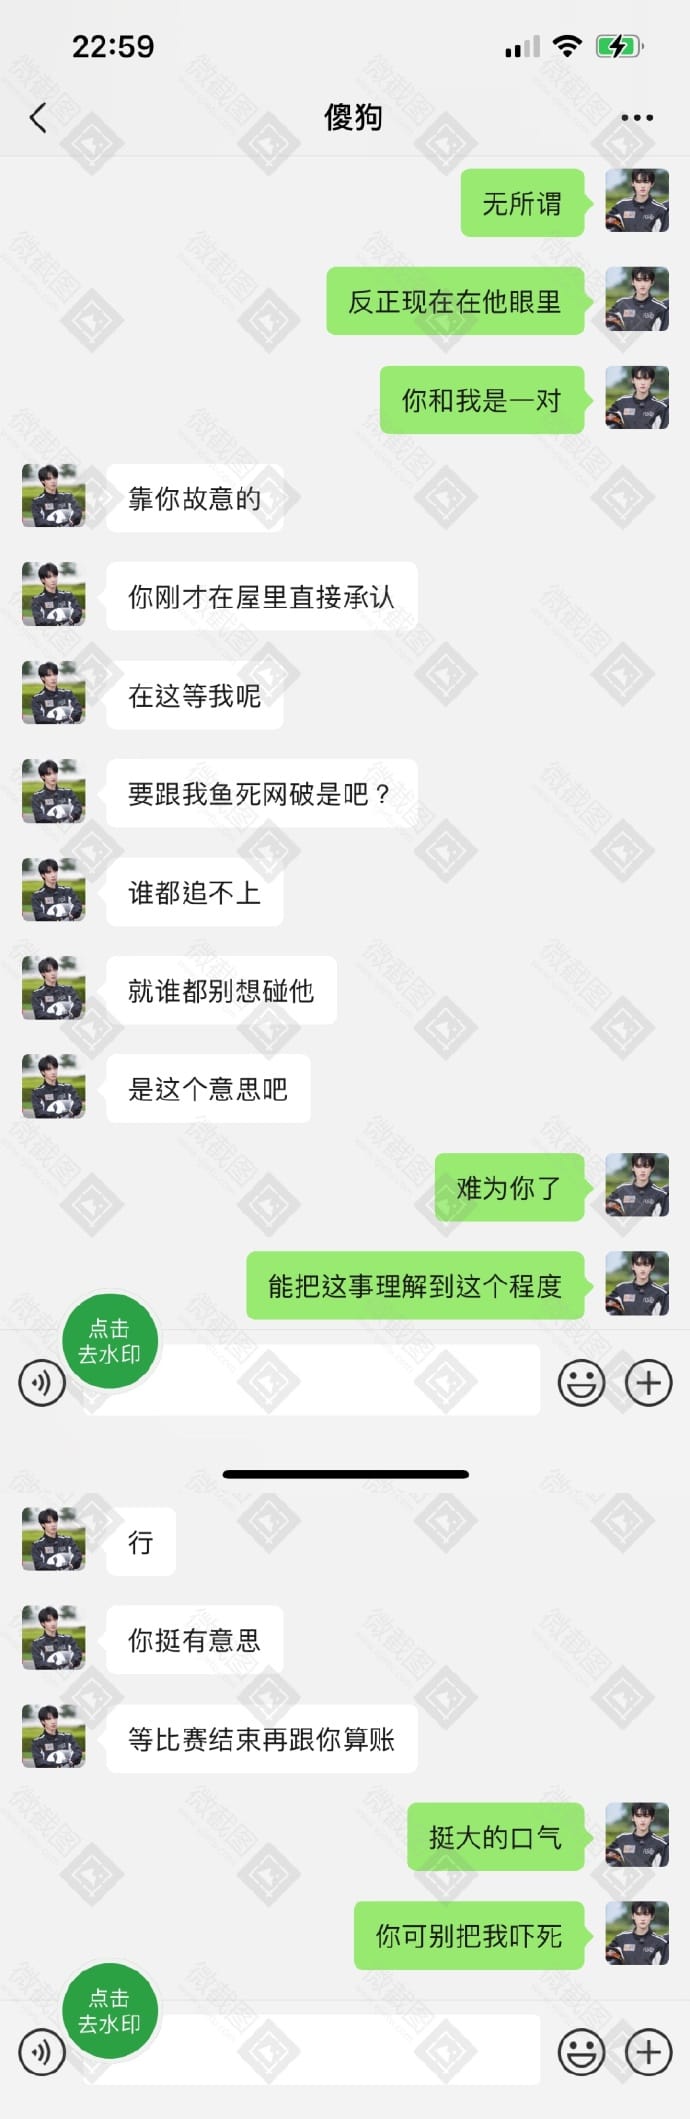 22:59
傻狗
无所谓
反正现在在他眼里
你和我是一对
靠你故意的
你刚才在屋里直接承认
在这等我呢
要跟我鱼死网破是吧？
谁都追不上
就谁都别想碰他
是这个意思吧
难为你了
能把这事理解到这个程度
点击
去水印
行
你挺有意思
等比赛结束再跟你算账
挺大的口气
你可别把我吓死
点击
去水印
微截图